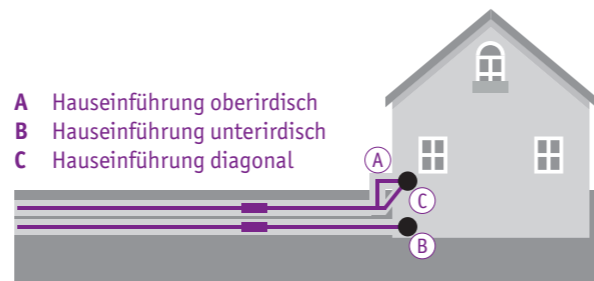 A Hauseinführung oberirdisch
B Hauseinführung unterirdisch
C Hauseinführung diagonal
A
C
B